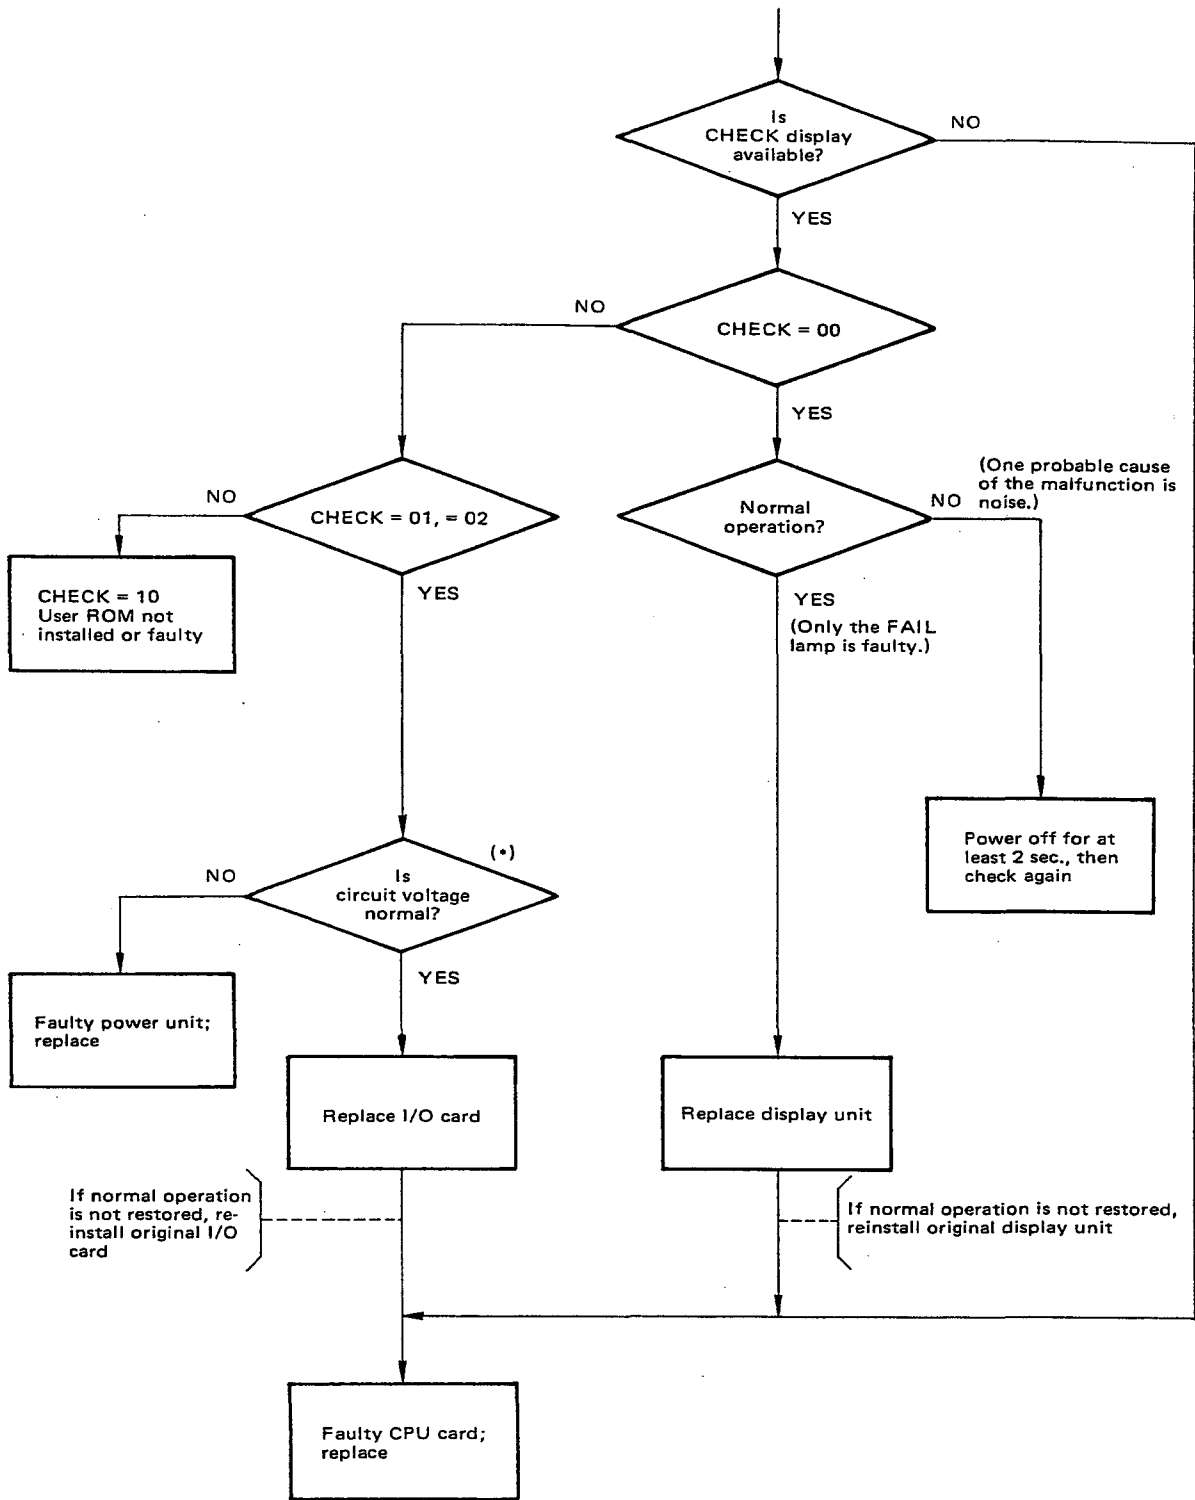 Is
CHECK display
available?
NO
YES
NO
CHECK = 00
YES
NO
CHECK = 01, = 02
YES
CHECK = 10
User ROM not
installed or faulty
Normal
operation?
NO
(One probable cause
of the malfunction is
noise.)
YES
(Only the FAIL
lamp is faulty.)
Power off for at
least 2 sec., then
check again
(•)
NO
Is
circuit voltage
normal?
YES
Faulty power unit;
replace
Replace I/O card
Replace display unit
If normal operation
is not restored, re-
install original I/O
card
If normal operation is not restored,
reinstall original display unit
Faulty CPU card;
replace